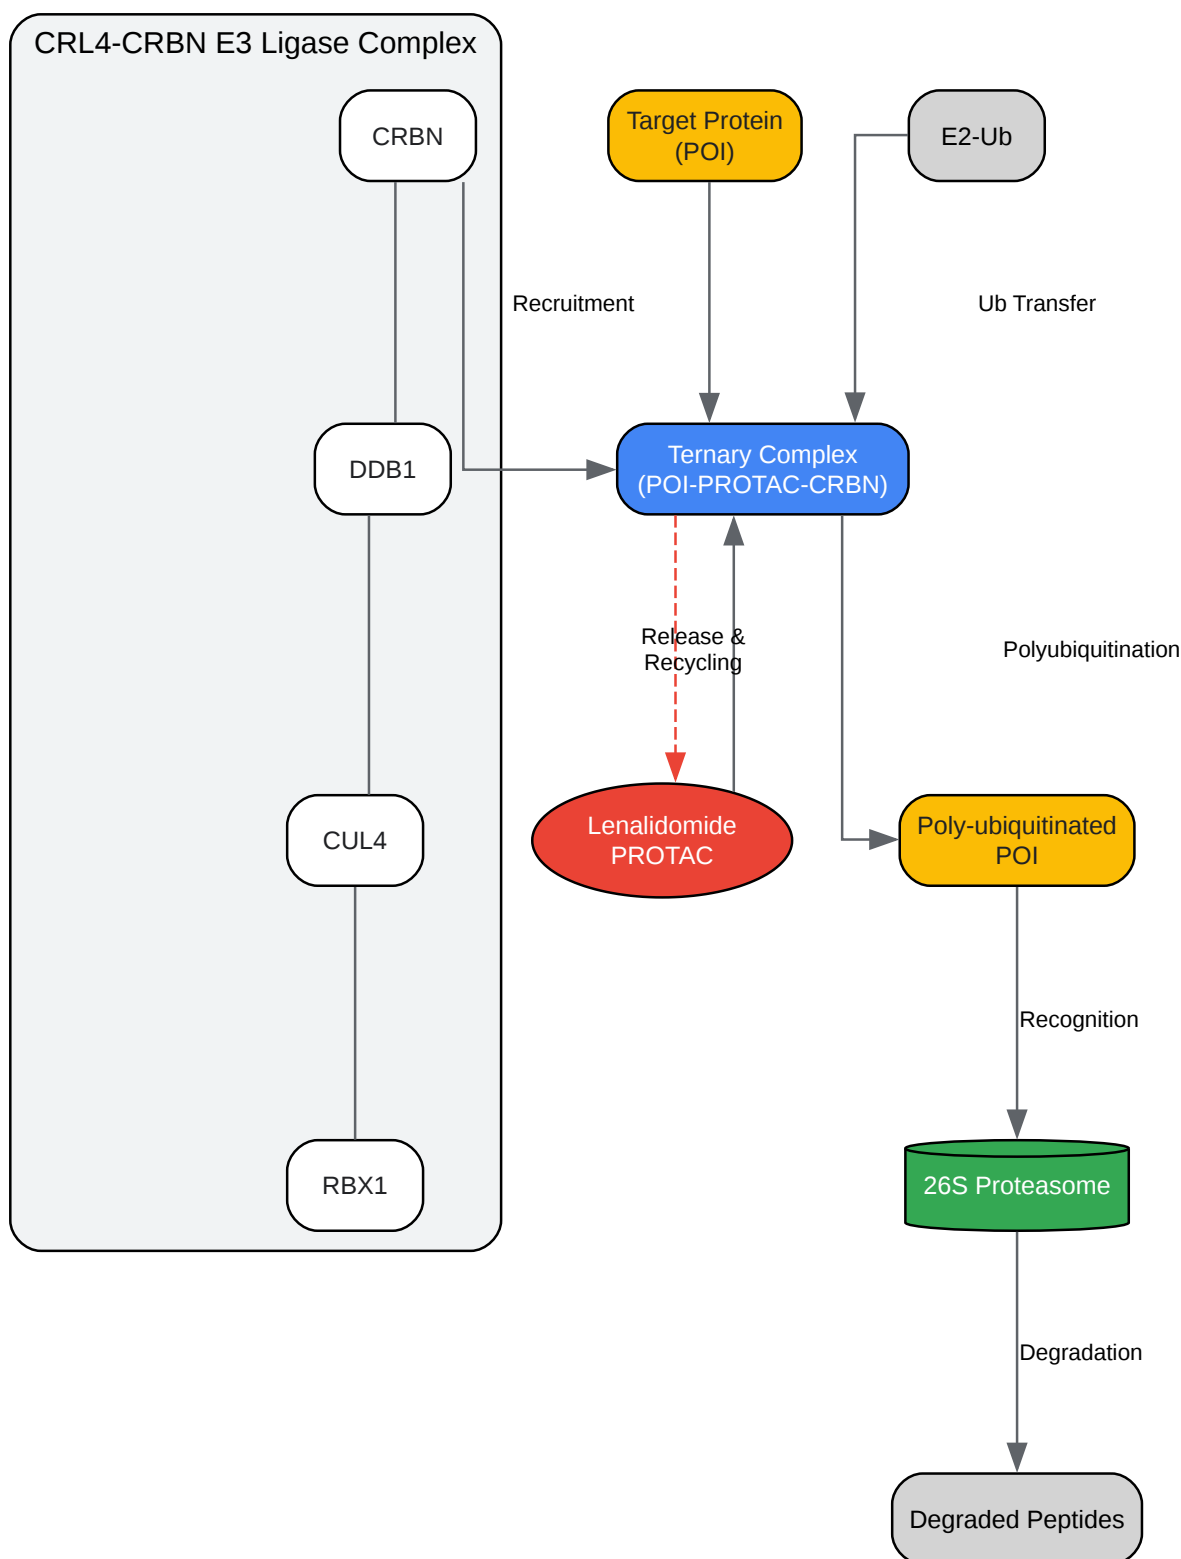 CRL4-CRBN E3 Ligase Complex
CRBN
Target Protein
(POI)
E2-Ub
Recruitment
Ub Transfer
DDB1
Ternary Complex
(POI-PROTAC-CRBN)
Release &
Recycling
Polyubiquitination
CUL4
Lenalidomide
PROTAC
Poly-ubiquitinated
POI
Recognition
RBX1
26S Proteasome
Degradation
Degraded Peptides